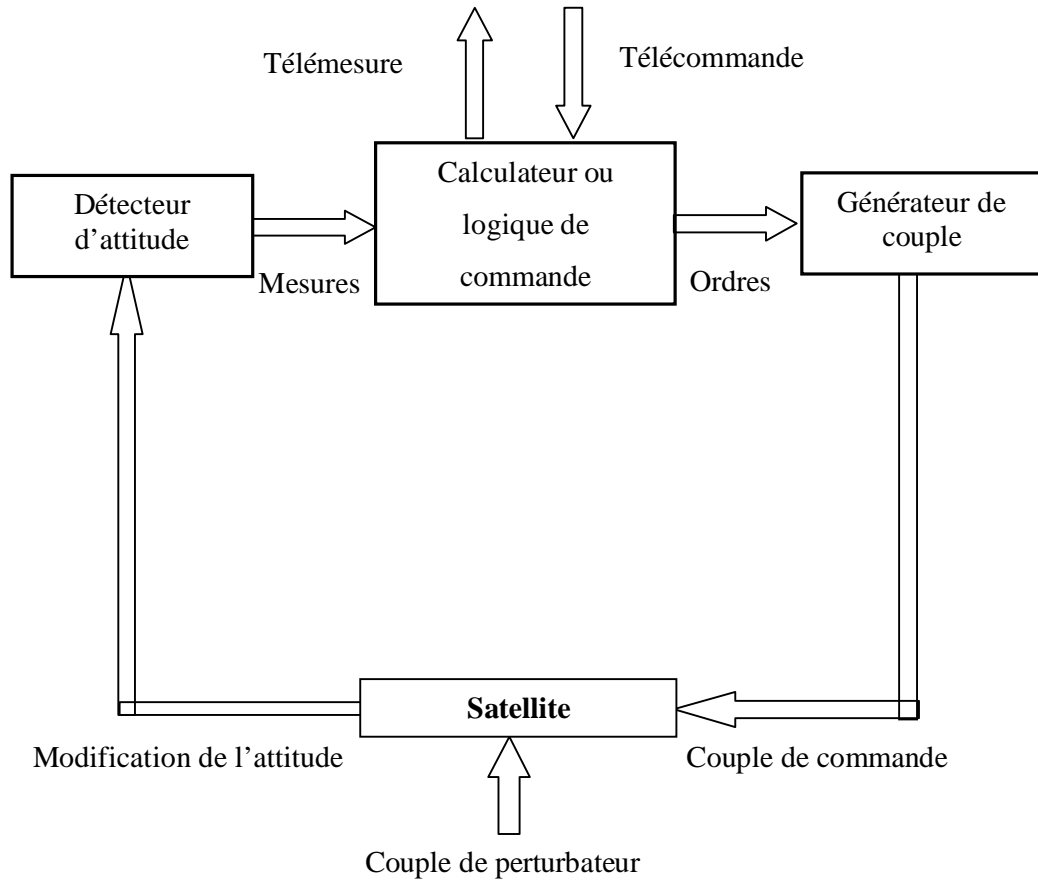 Télémesure
Télécommande
Détecteur
d’attitude
Mesures
Calculateur ou
logique de
commande
Ordres
Générateur de
couple
Satellite
Modification de l’attitude
Couple de commande
Couple de perturbateur